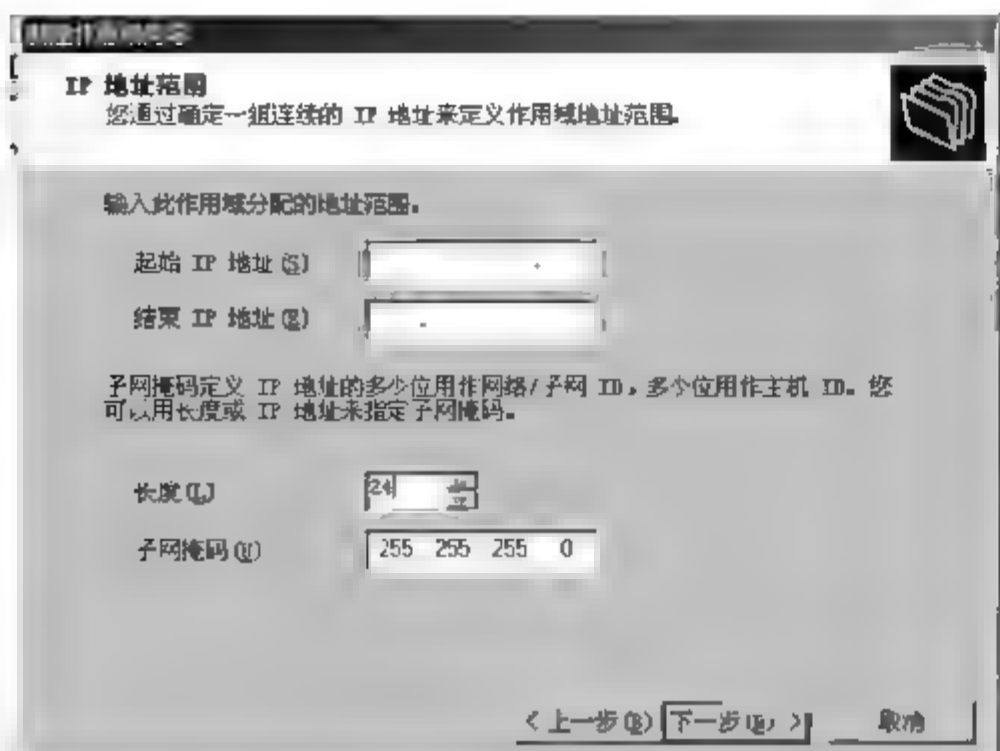 IP 地址范围
您通过确定一组连续的 IP 地址来定义作用域地址范围。
输入此作用域分配的地址范围。
起始 IP 地址(S)
结束 IP 地址(E)
子网掩码定义 IP 地址的多少位用作网络/子网 ID，多少位用作主机 ID。您
可以用长度或 IP 地址来指定子网掩码。
长度(L)
24
子网掩码(U)
255 255 255 0
< 上一步(B) 下一步(N) > 取消